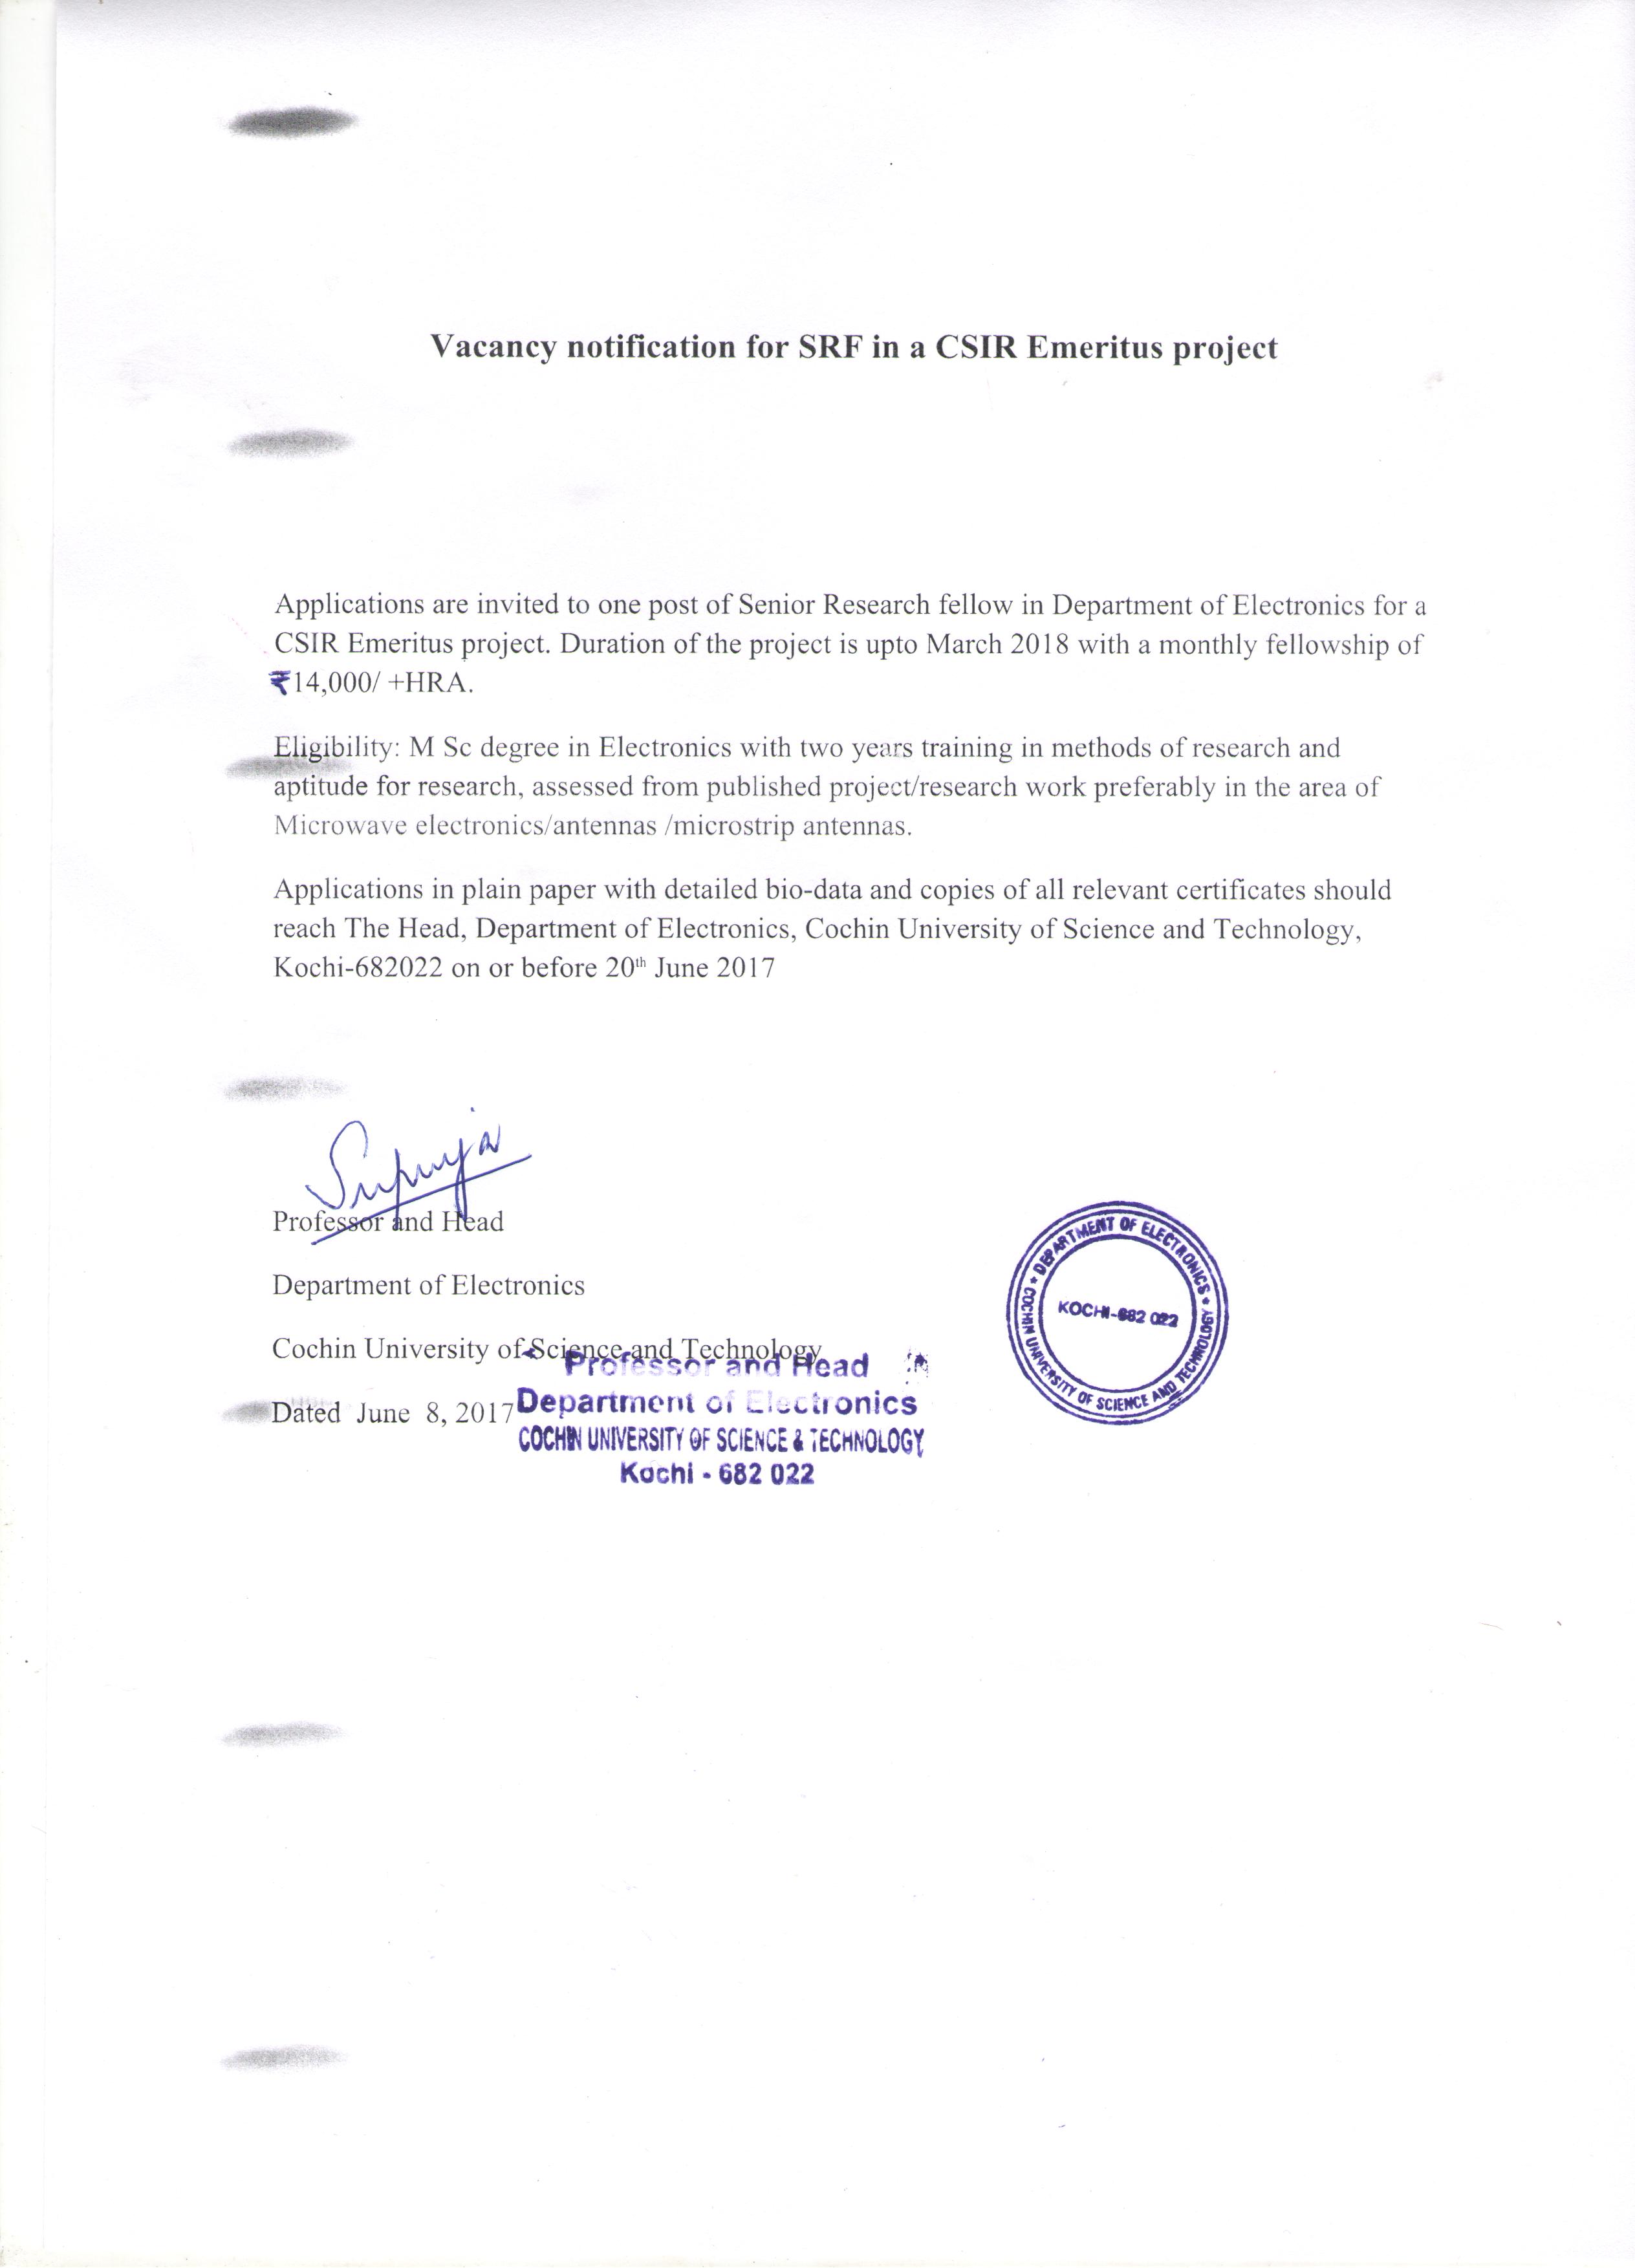 Vacancy notification for SRF in a CSIR Emeritus project
Applications are invited to one post of Senior Research fellow in Department of Electronics for a
CSIR Emeritus project. Duration of the project is upto March 2018 with a monthly fellowship of
₹14,000/ +HRA.
Eligibility: M Sc degree in Electronics with two years training in methods of research and
aptitude for research, assessed from published project/research work preferably in the area of
Microwave electronics/antennas /microstrip antennas.
Applications in plain paper with detailed bio-data and copies of all relevant certificates should
reach The Head, Department of Electronics, Cochin University of Science and Technology,
Kochi-682022 on or before 20th June 2017
Professor and Head
Department of Electronics
Cochin University of Science and Technology
Dated June 8, 2017
Professor and Head
Department of Electronics
COCHIN UNIVERSITY OF SCIENCE & TECHNOLOGY
Kochi - 682 022
DEPARTMENT OF ELECTRONICS
COCHIN UNIVERSITY OF SCIENCE AND TECHNOLOGY
KOCHI-682 022